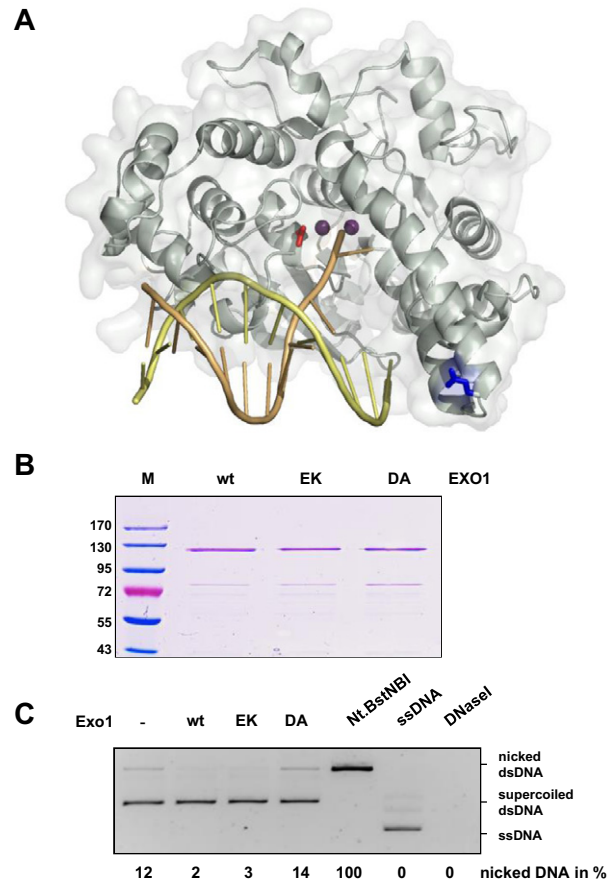 A
B
M wt EK DA EXO1
170
130
95
72
55
43
C
Exo1 - wt EK DA Nt.BstNBI ssDNA DNaseI
nicked
dsDNA
supercoiled
dsDNA
ssDNA
12 2 3 14 100 0 0 nicked DNA in %